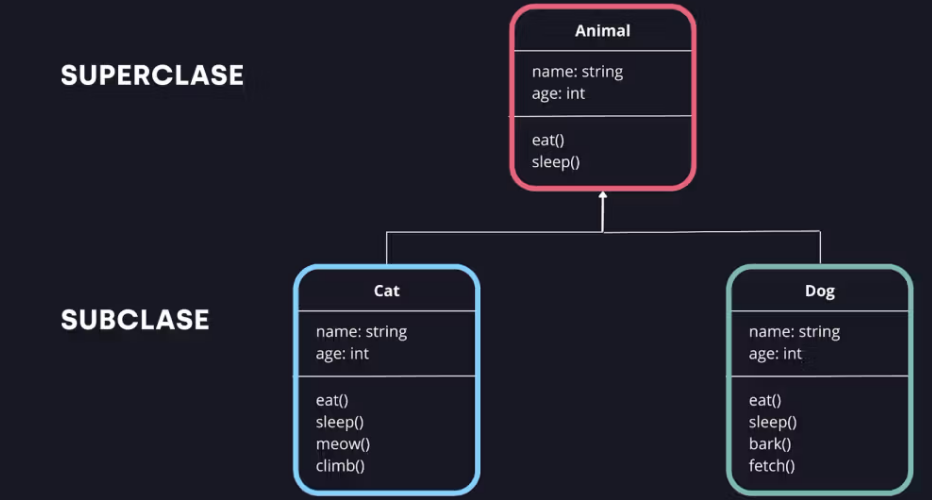 SUPERCLASE
Animal
name: string
age: int
eat()
sleep()
SUBCLASE
Cat
name: string
age: int
eat()
sleep()
meow()
climb()
Dog
name: string
age: int
eat()
sleep()
bark()
fetch()